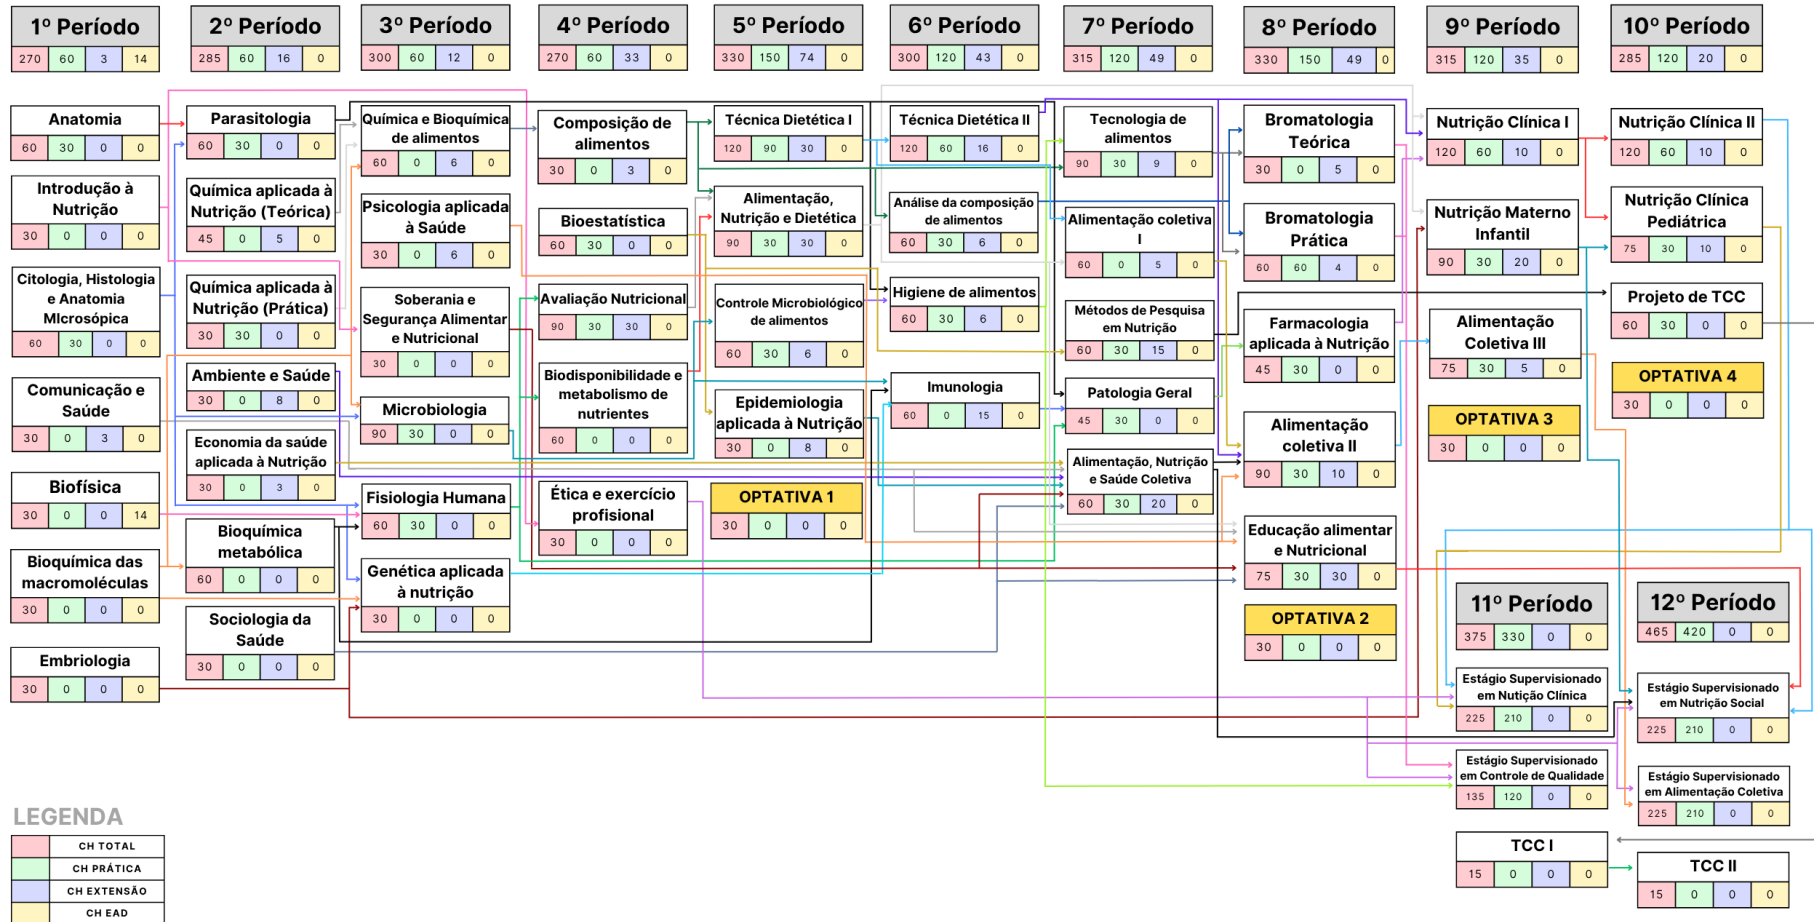 1º Período
270 60 3 14
Anatomia
60 30 0 0
Introdução à
Nutrição
30 0 0 0
Citologia, Histologia
e Anatomia
MIcrosópica
60 30 0 0
Comunicação e
Saúde
30 0 3 0
Biofísica
30 0 0 14
Bioquímica das
macromoléculas
30 0 0 0
Embriologia
30 0 0 0
2º Período
285 60 16 0
Parasitologia
60 30 0 0
Química aplicada à
Nutrição (Teórica)
45 0 5 0
Química aplicada à
Nutrição (Prática)
30 30 0 0
Ambiente e Saúde
30 0 8 0
Economia da saúde
aplicada à Nutrição
30 0 3 0
Bioquímica
metabólica
60 0 0 0
Sociologia da
Saúde
30 0 0 0
3º Período
300 60 12 0
Química e Bioquímica
de alimentos
60 0 6 0
Psicologia aplicada
à Saúde
30 0 6 0
Soberania e
Segurança Alimentar
e Nutricional
30 0 0 0
Microbiologia
90 30 0 0
Fisiologia Humana
60 30 0 0
Genética aplicada
à nutrição
30 0 0 0
4º Período
270 60 33 0
Composição de
alimentos
30 0 3 0
Bioestatística
60 30 0 0
Avaliação Nutricional
90 30 30 0
Biodisponibilidade e
metabolismo de
nutrientes
60 0 0 0
Ética e exercício
profisional
30 0 0 0
5º Período
330 150 74 0
Técnica Dietética I
120 90 30 0
Alimentação,
Nutrição e Dietética
90 30 30 0
Controle Microbiológico
de alimentos
60 30 6 0
Epidemiologia
aplicada à Nutrição
30 0 8 0
OPTATIVA 1
30 0 0 0
6º Período
300 120 43 0
Técnica Dietética II
120 60 16 0
Análise da composição
de alimentos
60 30 6 0
Higiene de alimentos
60 30 6 0
Imunologia
60 0 15 0
7º Período
315 120 49 0
Tecnologia de
alimentos
90 30 9 0
Alimentação coletiva
I
60 0 5 0
Métodos de Pesquisa
em Nutrição
60 30 15 0
Patologia Geral
45 30 0 0
Alimentação, Nutrição
e Saúde Coletiva
60 30 20 0
8º Período
330 150 49 0
Bromatologia
Teórica
30 0 5 0
Bromatologia
Prática
60 60 4 0
Farmacologia
aplicada à Nutrição
45 30 0 0
Alimentação
coletiva II
90 30 10 0
Educação alimentar
e Nutricional
75 30 30 0
OPTATIVA 2
30 0 0 0
9º Período
315 120 35 0
Nutrição Clínica I
120 60 10 0
Nutrição Materno
Infantil
90 30 20 0
Alimentação
Coletiva III
75 30 5 0
OPTATIVA 3
30 0 0 0
10º Período
285 120 20 0
Nutrição Clínica II
120 60 10 0
Nutrição Clínica
Pediátrica
75 30 10 0
Projeto de TCC
60 30 0 0
OPTATIVA 4
30 0 0 0
11º Período
375 330 0 0
Estágio Supervisionado
em Nutição Clínica
225 210 0 0
Estágio Supervisionado
em Controle de Qualidade
135 120 0 0
TCC I
15 0 0 0
12º Período
465 420 0 0
Estágio Supervisionado
em Nutrição Social
225 210 0 0
Estágio Supervisionado
em Alimentação Coletiva
225 210 0 0
TCC II
15 0 0 0
LEGENDA
CH TOTAL
CH PRÁTICA
CH EXTENSÃO
CH EAD